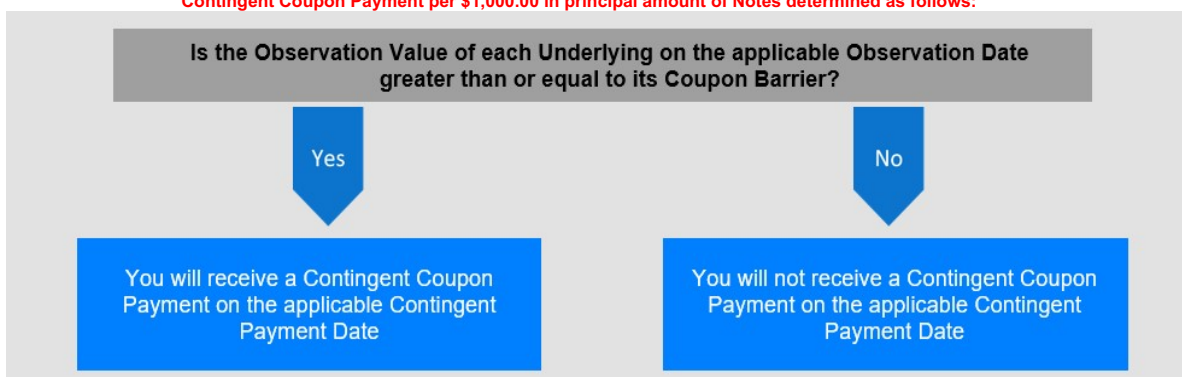 Contingent Coupon Payment per $1,000.00 in principal amount of Notes determined as follows:
Is the Observation Value of each Underlying on the applicable Observation Date
greater than or equal to its Coupon Barrier?
Yes
No
You will receive a Contingent Coupon
Payment on the applicable Contingent
Payment Date
You will not receive a Contingent Coupon
Payment on the applicable Contingent
Payment Date